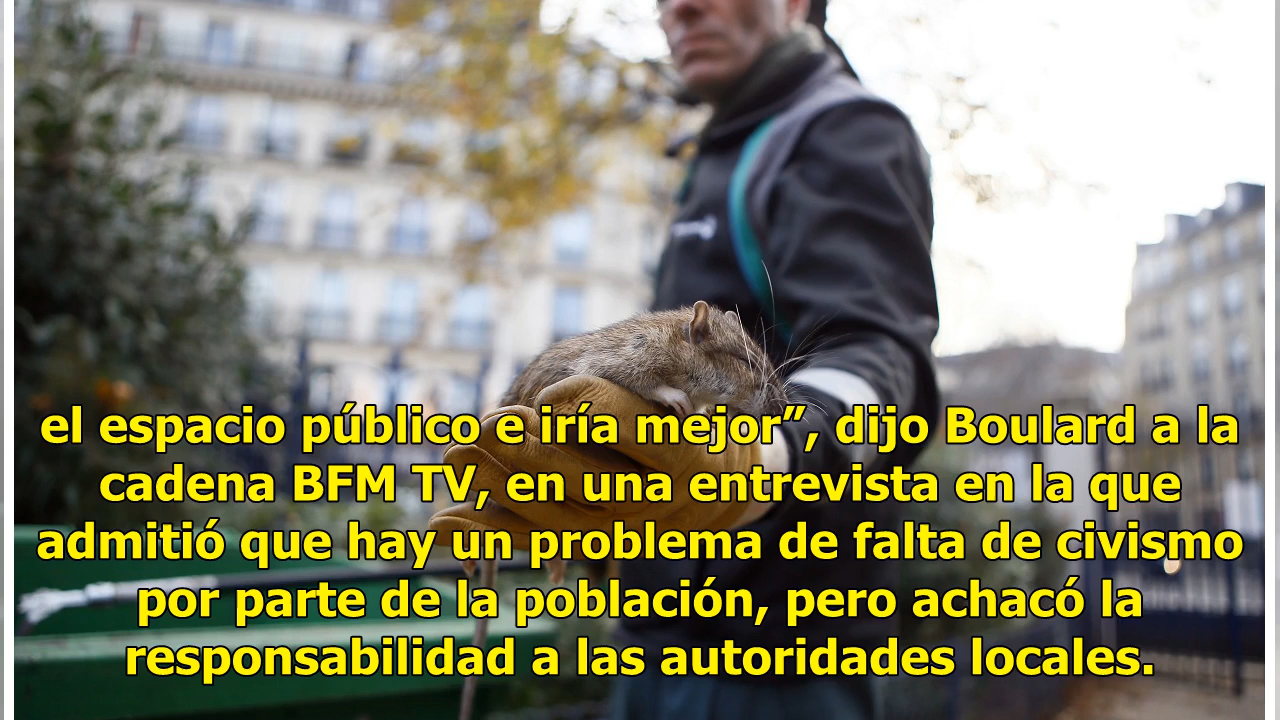 el espacio público e iría mejor”, dijo Boulard a la
cadena BFM TV, en una entrevista en la que
admitió que hay un problema de falta de civismo
por parte de la población, pero achacó la
responsabilidad a las autoridades locales.